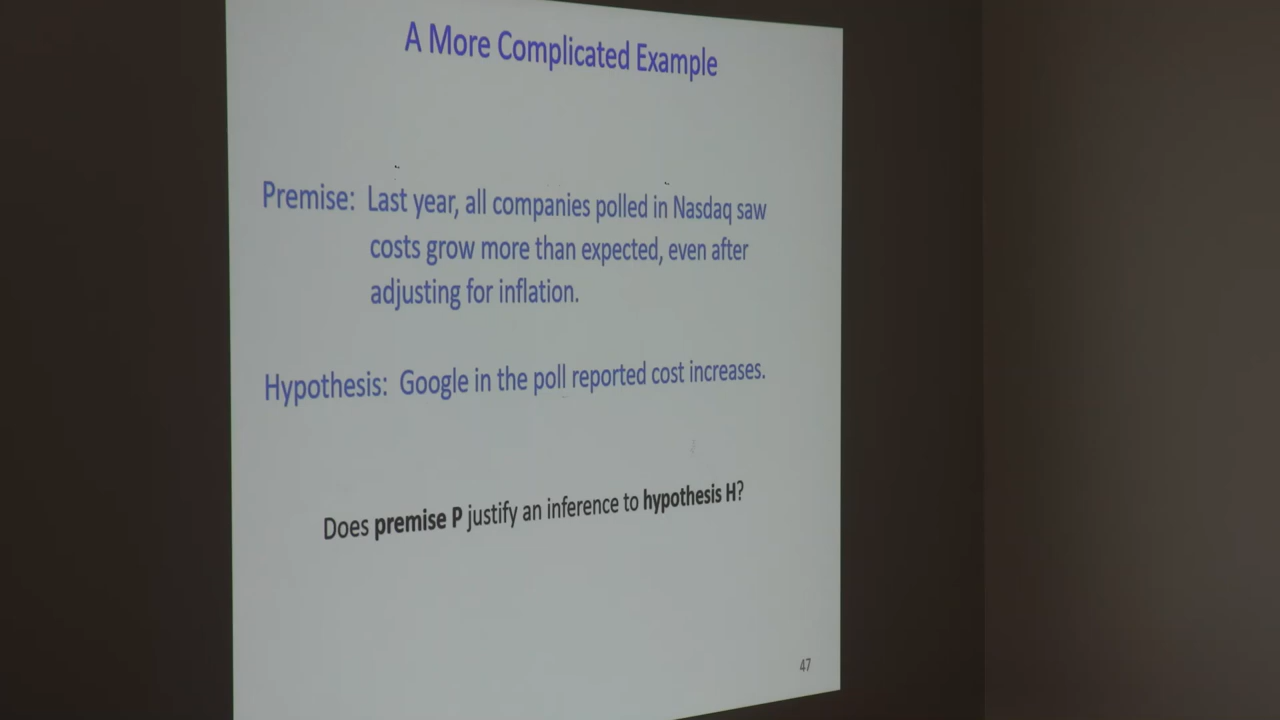 A More Complicated Example
Premise: Last year, all companies polled in Nasdaq saw
costs grow more than expected, even after
adjusting for inflation.
Hypothesis: Google in the poll reported cost increases.
Does premise P justify an inference to hypothesis H?
47